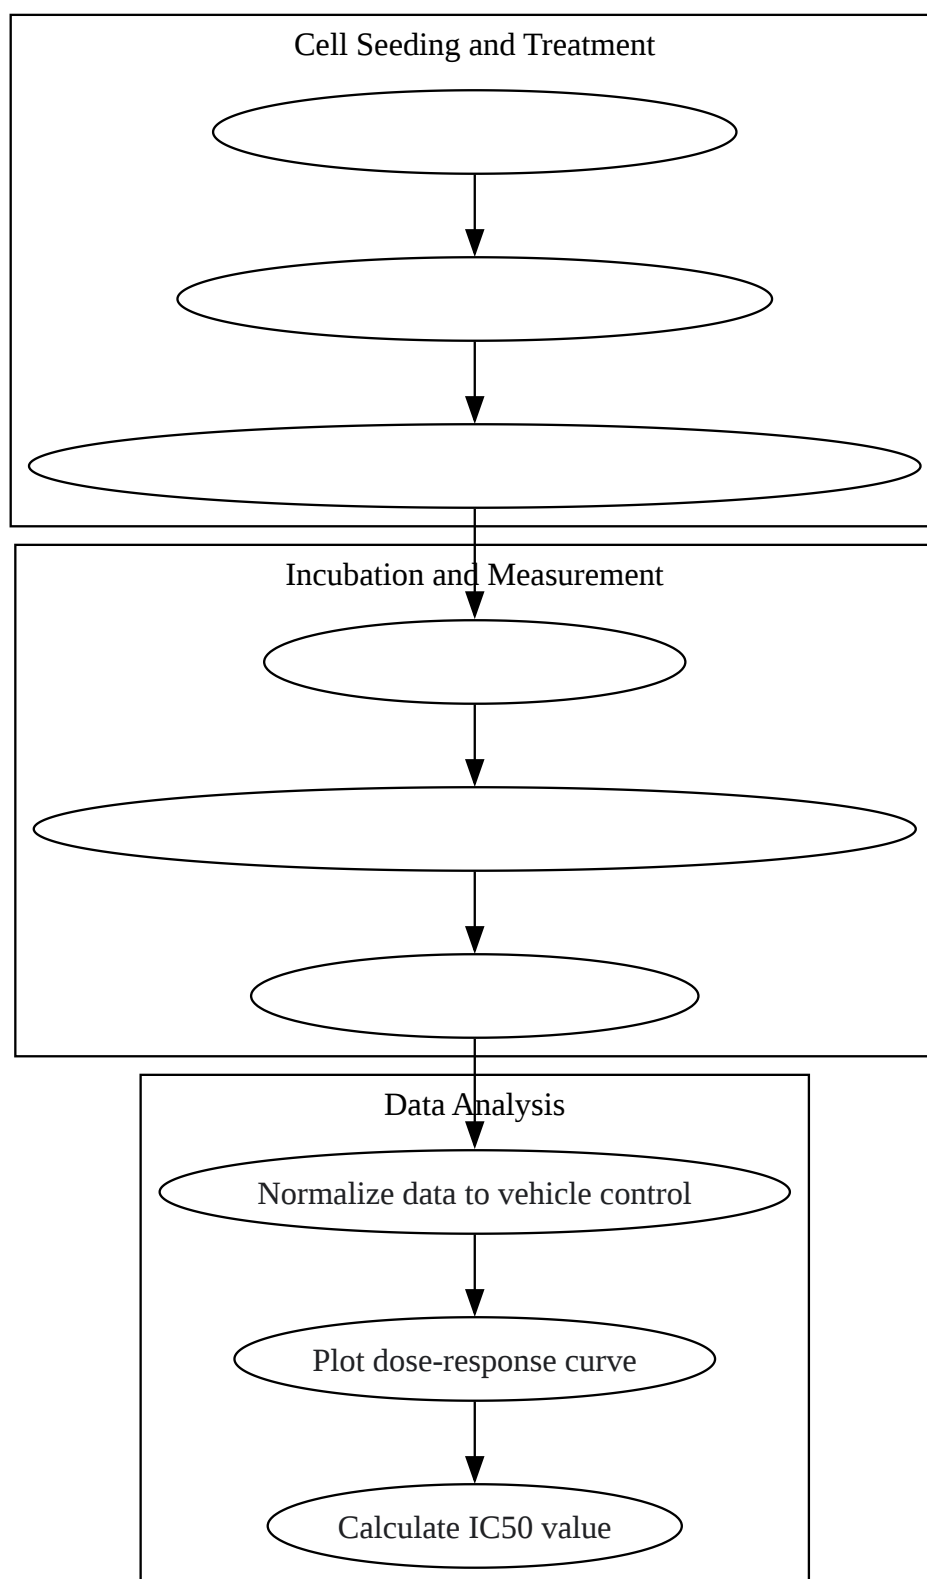 Cell Seeding and Treatment
Incubation and Measurement
Data Analysis
Normalize data to vehicle control
Plot dose-response curve
Calculate IC50 value